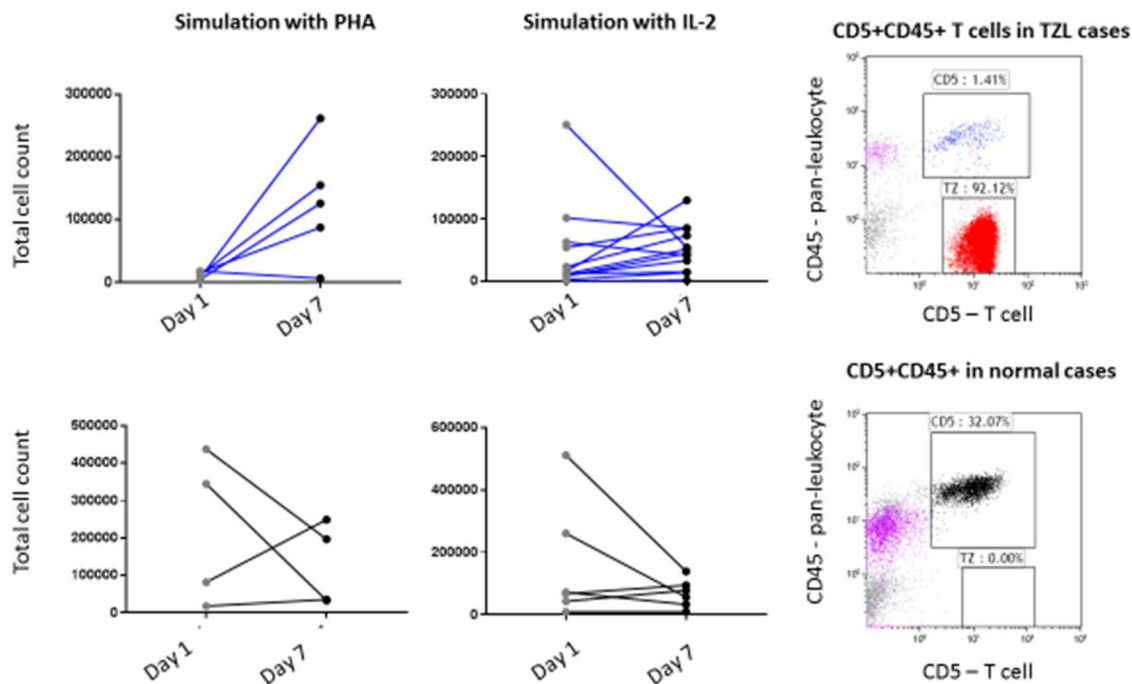 Simulation with PHA
Simulation with IL-2
CD5+CD45+ T cells in TZL cases
Total cell count
300000
200000
100000
0
Day 1
Day 7
300000
200000
100000
0
Day 1
Day 7
CD45 - pan-leukocyte
CD5 : 1.41%
TZ : 92.12%
CD5 – T cell
CD5+CD45+ in normal cases
Total cell count
500000
400000
300000
200000
100000
0
Day 1
Day 7
600000
400000
200000
0
Day 1
Day 7
CD45 - pan-leukocyte
CD5 : 32.07%
TZ : 0.00%
CD5 – T cell